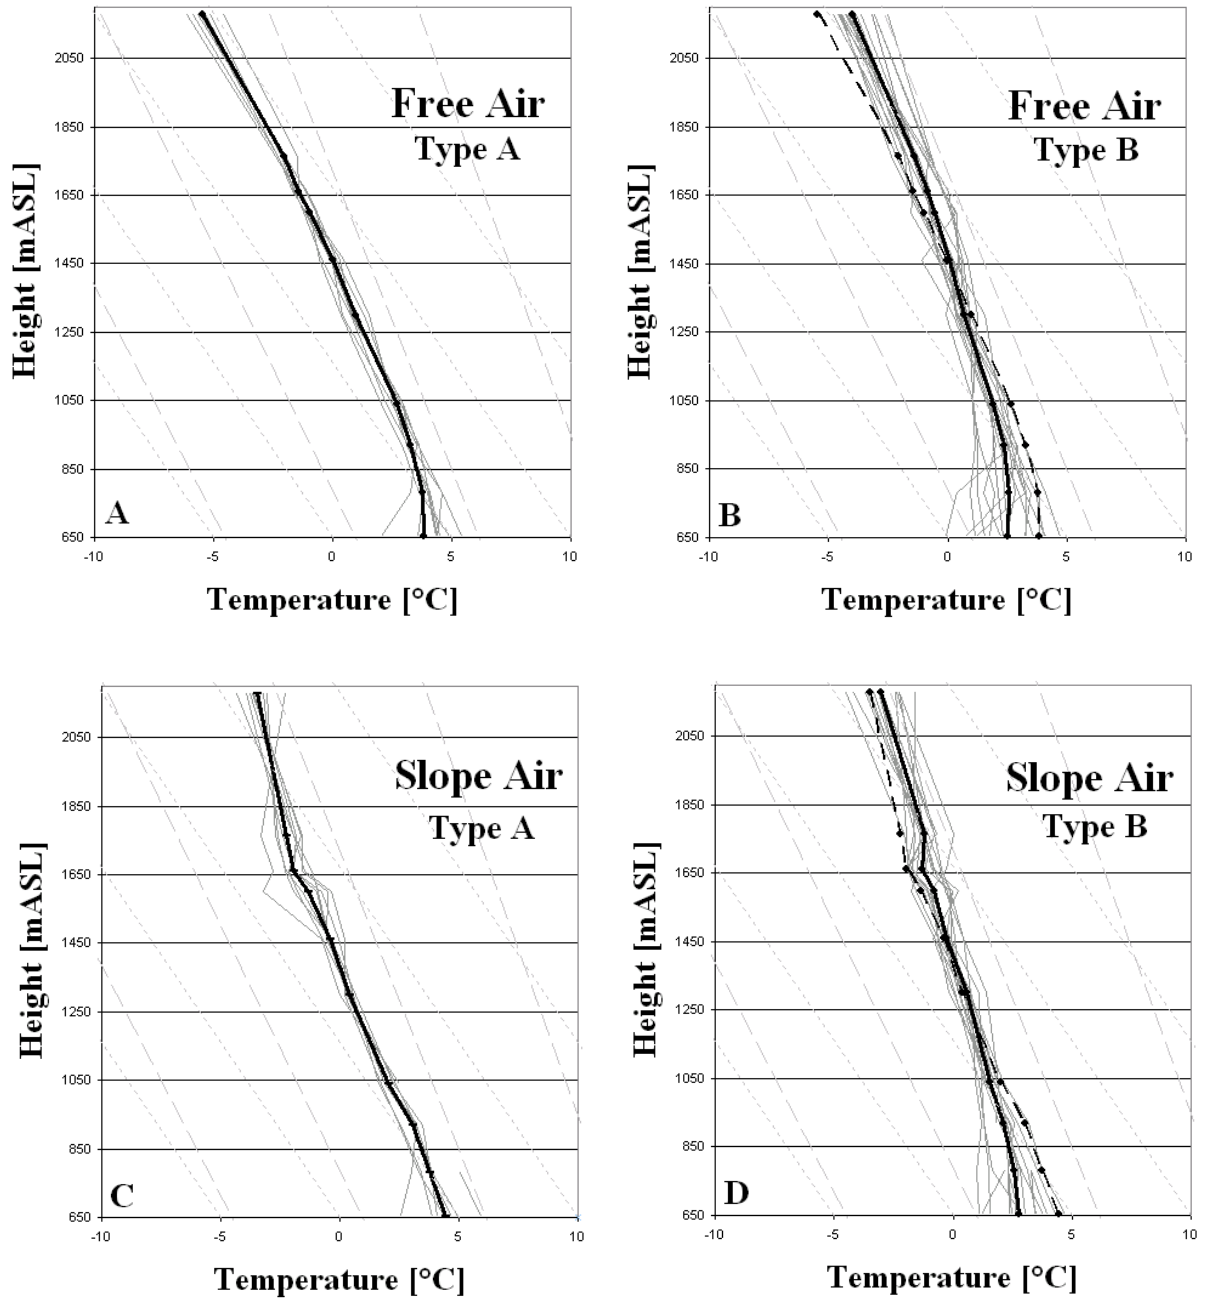 Free Air
Type A
Height [mASL]
2050
1850
1650
1450
1250
1050
850
650
A
-10 -5 0 5 10
Temperature [°C]
Free Air
Type B
Height [mASL]
2050
1850
1650
1450
1250
1050
850
650
B
-10 -5 0 5 10
Temperature [°C]
Slope Air
Type A
Height [mASL]
2050
1850
1650
1450
1250
1050
850
650
C
-10 -5 0 5 10
Temperature [°C]
Slope Air
Type B
Height [mASL]
2050
1850
1650
1450
1250
1050
850
650
D
-10 -5 0 5 10
Temperature [°C]